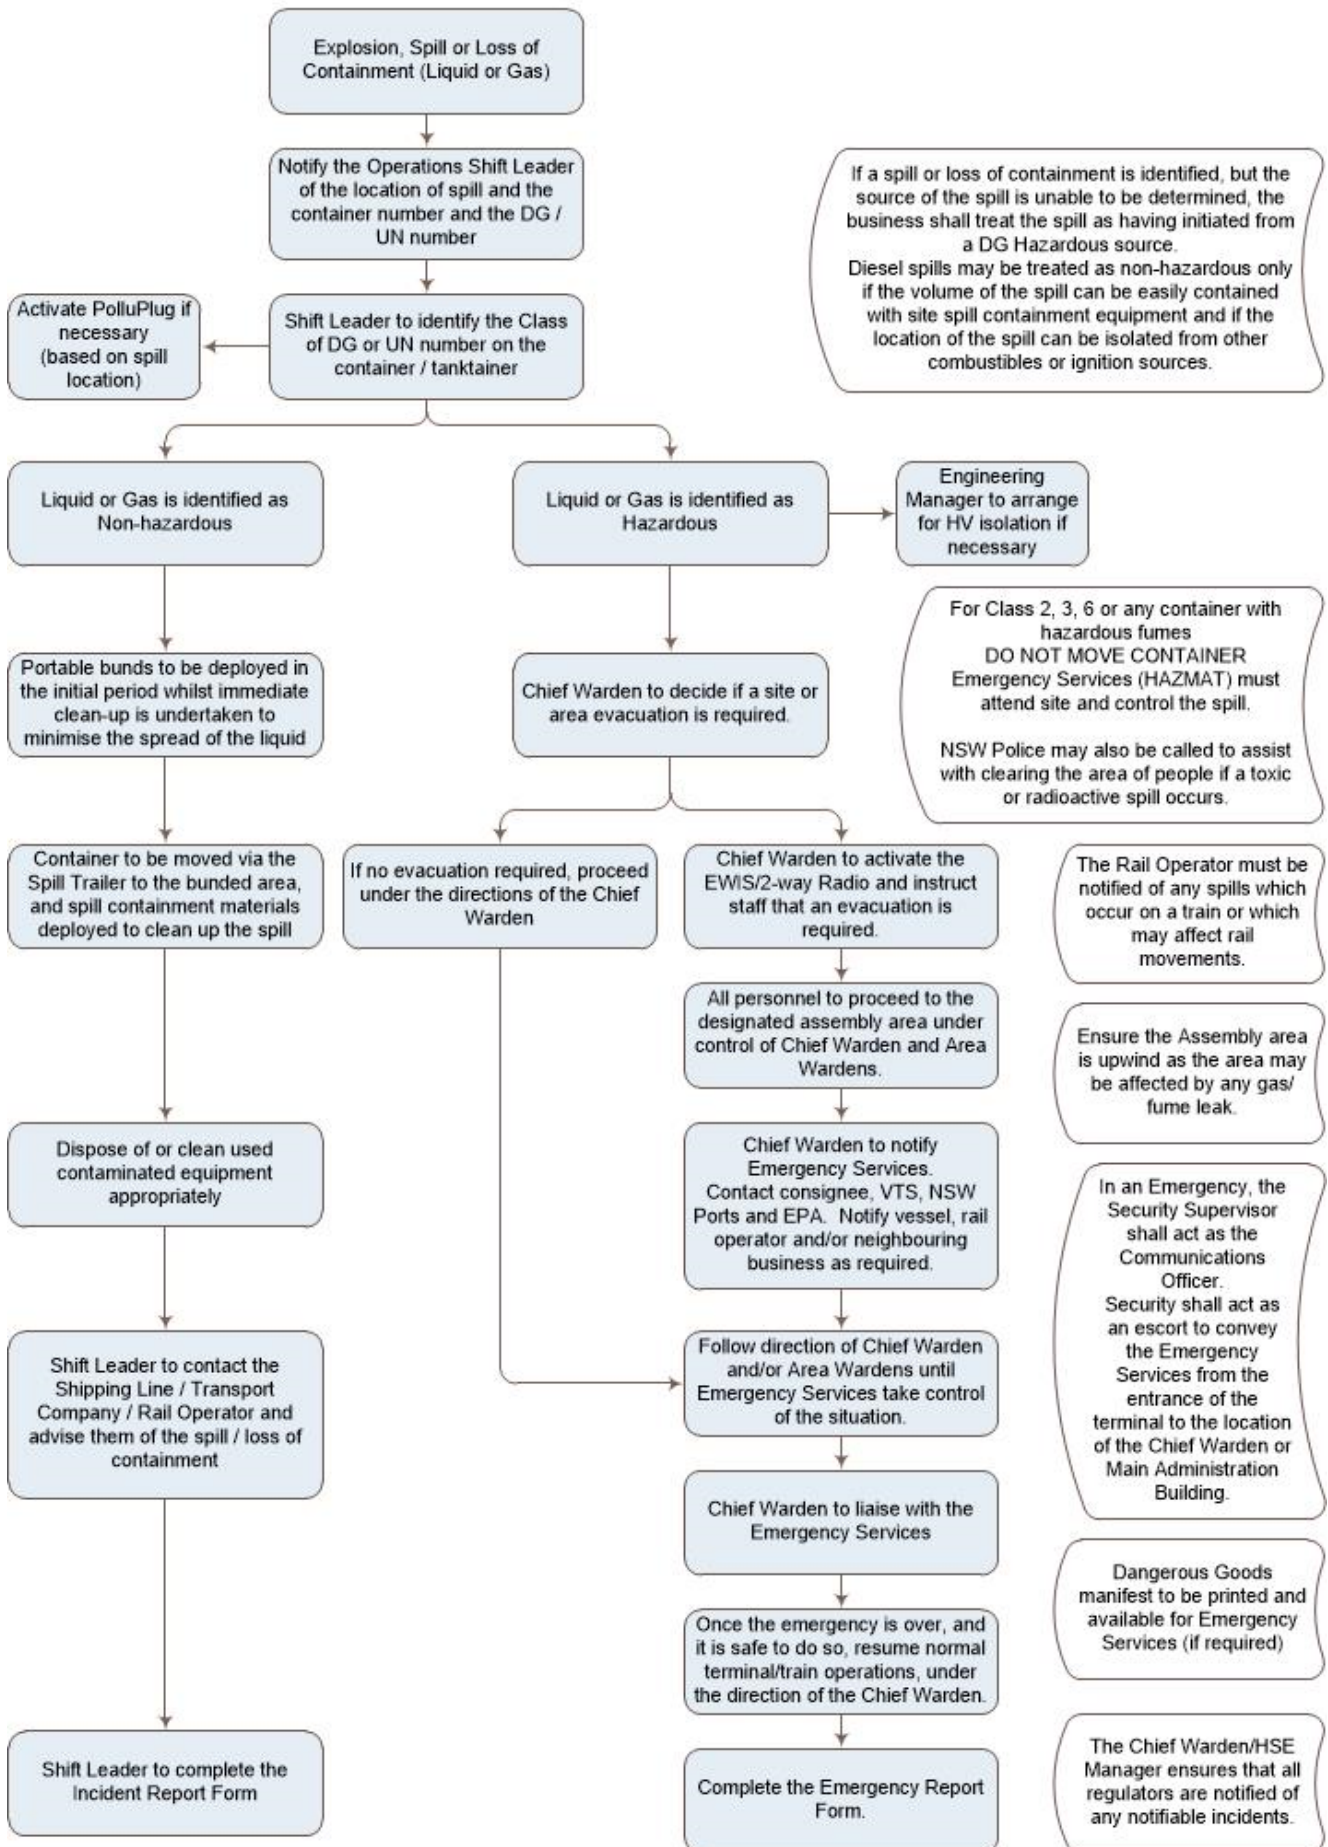 Explosion, Spill or Loss of
Containment (Liquid or Gas)
Notify the Operations Shift Leader
of the location of spill and the
container number and the DG /
UN number
If a spill or loss of containment is identified, but the
source of the spill is unable to be determined, the
business shall treat the spill as having initiated from
a DG Hazardous source.
Diesel spills may be treated as non-hazardous only
if the volume of the spill can be easily contained
with site spill containment equipment and if the
location of the spill can be isolated from other
combustibles or ignition sources.
Activate PolluPlug if
necessary
(based on spill
location)
Shift Leader to identify the Class
of DG or UN number on the
container / tanktainer
Liquid or Gas is identified as
Non-hazardous
Liquid or Gas is identified as
Hazardous
Engineering
Manager to arrange
for HV isolation if
necessary
For Class 2, 3, 6 or any container with
hazardous fumes
DO NOT MOVE CONTAINER
Emergency Services (HAZMAT) must
attend site and control the spill.
NSW Police may also be called to assist
with clearing the area of people if a toxic
or radioactive spill occurs.
Portable bunds to be deployed in
the initial period whilst immediate
clean-up is undertaken to
minimise the spread of the liquid
Chief Warden to decide if a site or
area evacuation is required.
Container to be moved via the
Spill Trailer to the bunded area,
and spill containment materials
deployed to clean up the spill
If no evacuation required, proceed
under the directions of the Chief
Warden
Chief Warden to activate the
EWIS/2-way Radio and instruct
staff that an evacuation is
required.
The Rail Operator must be
notified of any spills which
occur on a train or which
may affect rail
movements.
All personnel to proceed to the
designated assembly area under
control of Chief Warden and Area
Wardens.
Ensure the Assembly area
is upwind as the area may
be affected by any gas/
fume leak.
Dispose of or clean used
contaminated equipment
appropriately
Chief Warden to notify
Emergency Services.
Contact consignee, VTS, NSW
Ports and EPA. Notify vessel, rail
operator and/or neighbouring
business as required.
In an Emergency, the
Security Supervisor
shall act as the
Communications
Officer.
Security shall act as
an escort to convey
the Emergency
Services from the
entrance of the
terminal to the location
of the Chief Warden or
Main Administration
Building.
Shift Leader to contact the
Shipping Line / Transport
Company / Rail Operator and
advise them of the spill / loss of
containment
Follow direction of Chief Warden
and/or Area Wardens until
Emergency Services take control
of the situation.
Chief Warden to liaise with the
Emergency Services
Dangerous Goods
manifest to be printed and
available for Emergency
Services (if required)
Once the emergency is over, and
it is safe to do so, resume normal
terminal/train operations, under
the direction of the Chief Warden.
Shift Leader to complete the
Incident Report Form
Complete the Emergency Report
Form.
The Chief Warden/HSE
Manager ensures that all
regulators are notified of
any notifiable incidents.